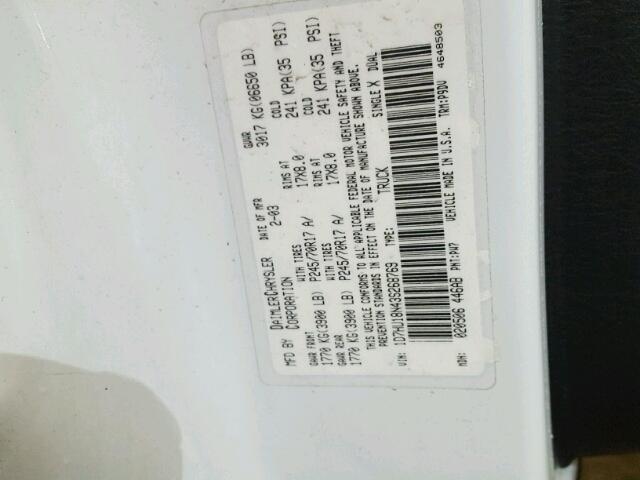 MFD BY DAIMLERCHRYSLER CORPORATION DATE OF MFR 2-03 GVWR 3017 KG(06650 LB)
GAWR FRONT WITH TIRES RIMS AT COLD
1770 KG(3900 LB) P245/70R17 A/ 17X8.0 241 KPA(35 PSI)
GAWR REAR WITH TIRES RIMS AT COLD
1770 KG(3900 LB) P245/70R17 A/ 17X8.0 241 KPA(35 PSI)
THIS VEHICLE CONFORMS TO ALL APPLICABLE FEDERAL MOTOR VEHICLE SAFETY AND THEFT
PREVENTION STANDARDS IN EFFECT ON THE DATE OF MANUFACTURE SHOWN ABOVE.
VIN: 1D7HU18N43S268769 TYPE: TRUCK SINGLE X DUAL
MDH: 020506 446AB PNT: PW7 VEHICLE MADE IN U.S.A. TRM: P9DV
4648503